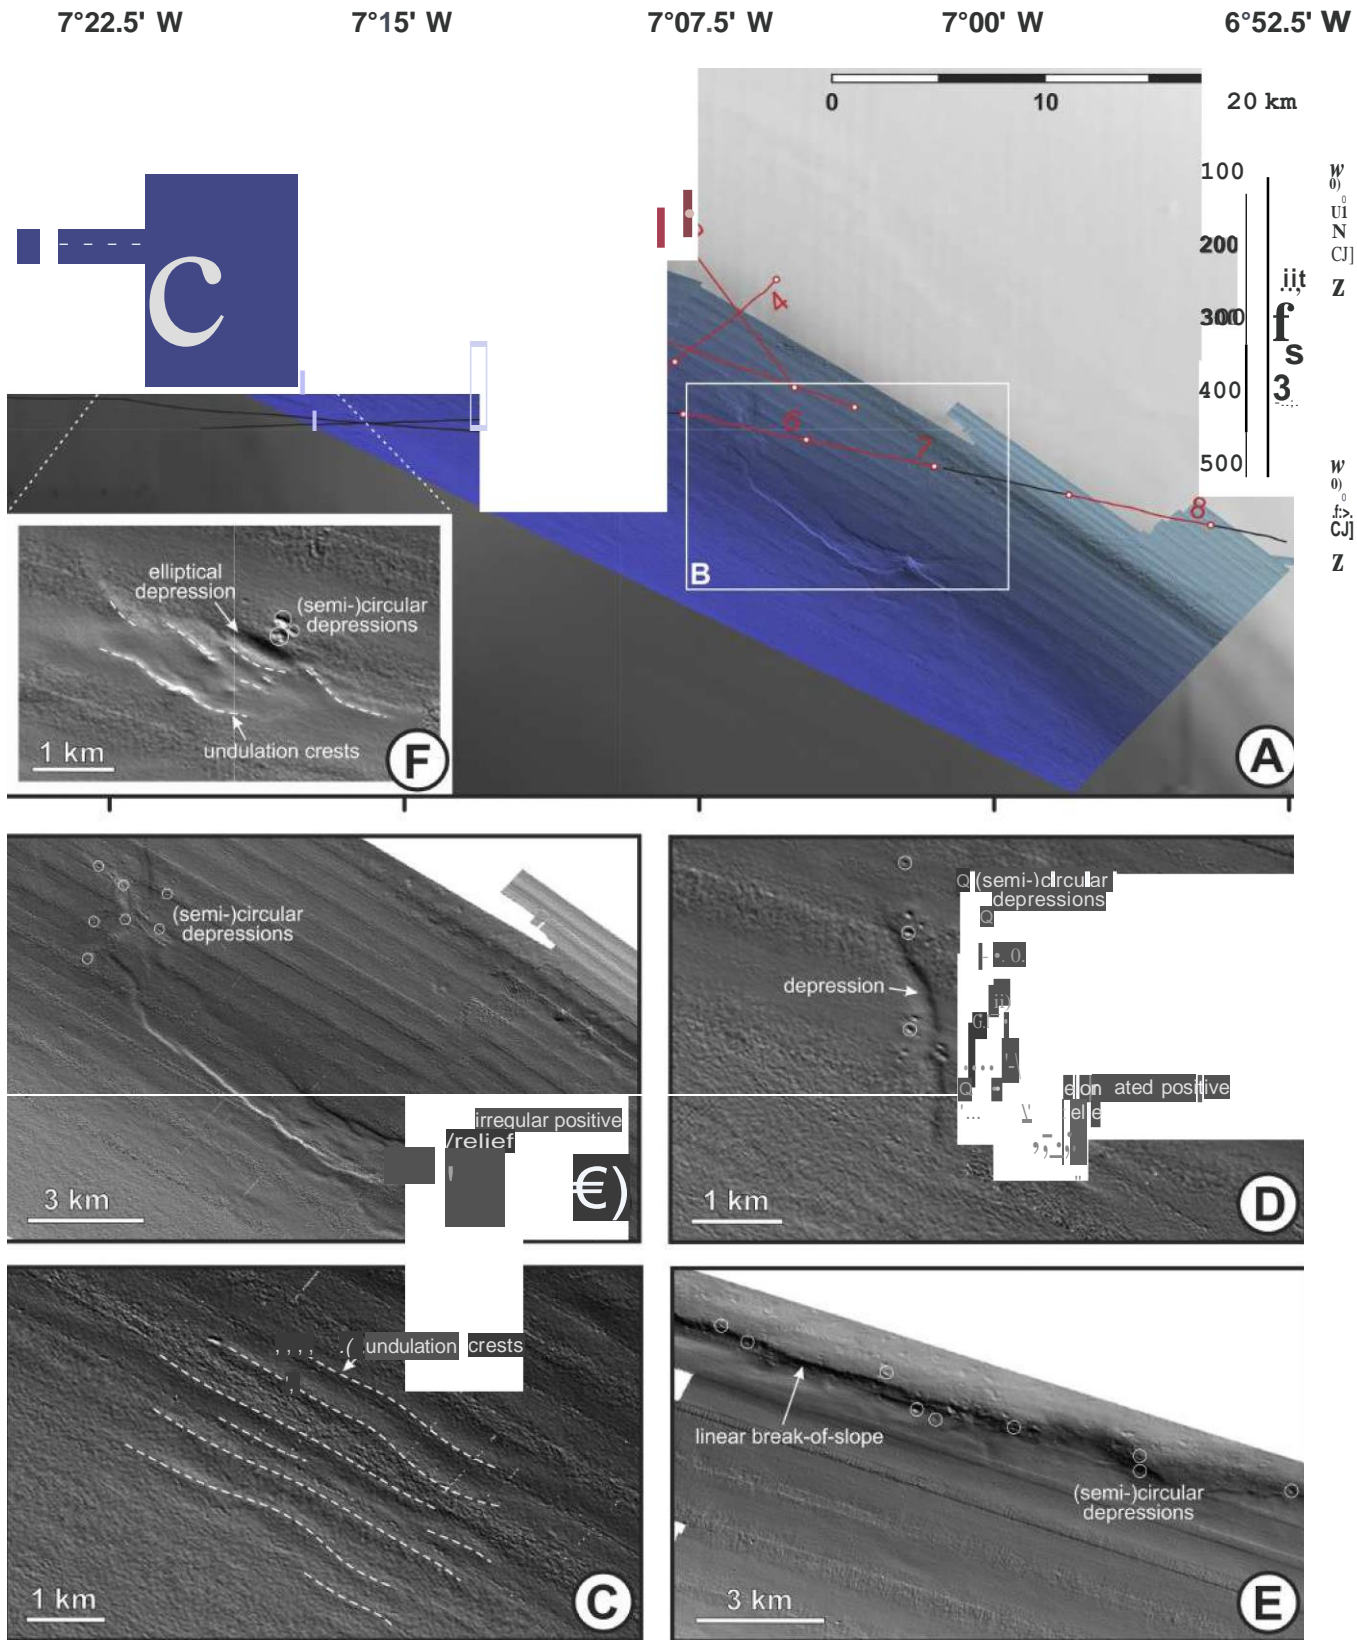 7°22.5' W
7°15' W
7°07.5' W
7°00' W
6°52.5' W
0
10
20 km
100
200
300
400
500
C
4
6
7
8
B
A
elliptical
depression
(semi-)circular
depressions
undulation crests
1 km
F
(semi-)circular
depressions
irregular positive
relief
3 km
(semi-)circular
depressions
depression
ated positive
1 km
D
undulation crests
1 km
C
linear break-of-slope
(semi-)circular
depressions
3 km
E